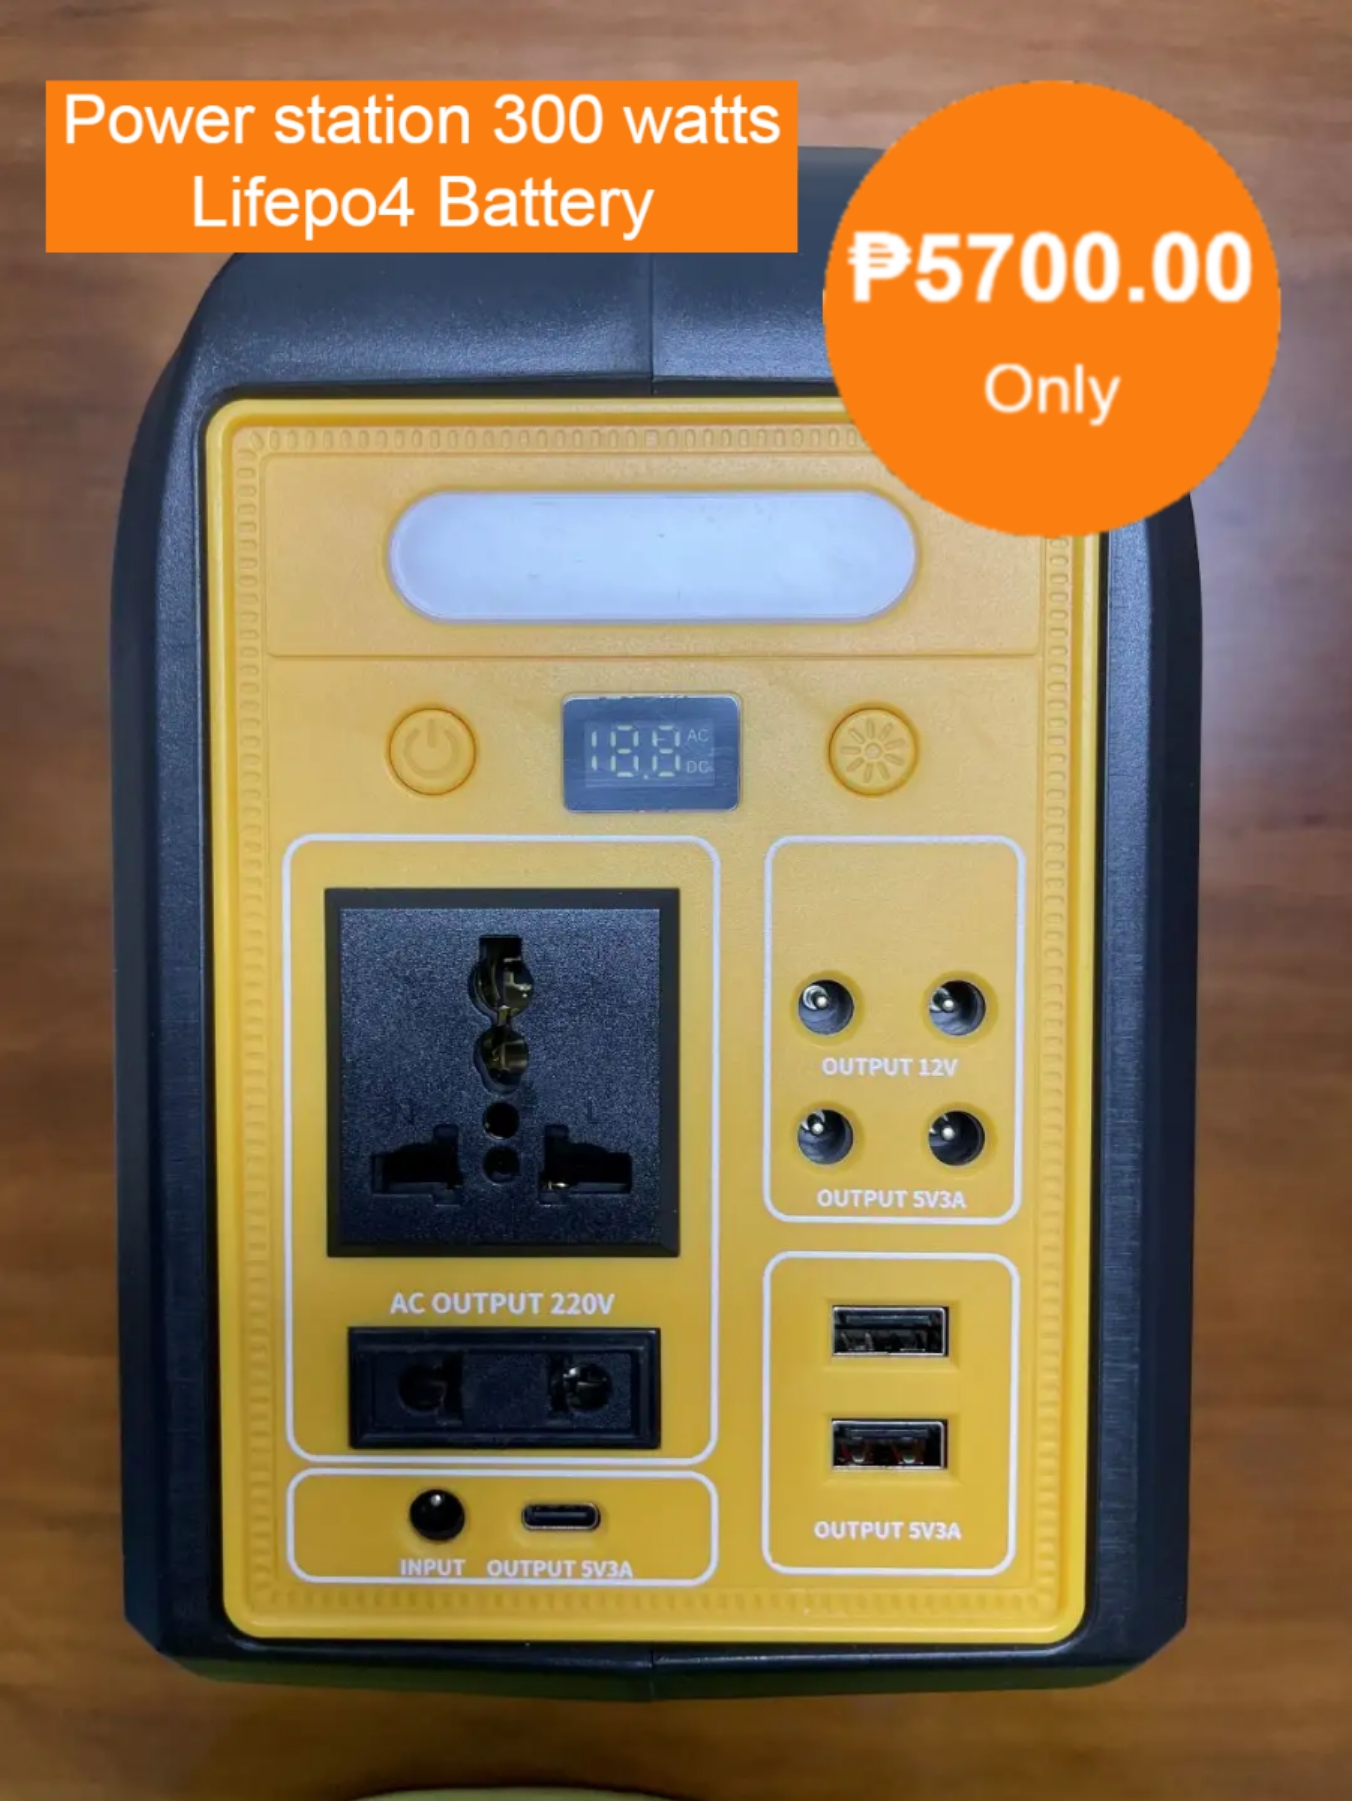 Power station 300 watts
Lifepo4 Battery
₱5700.00
Only
18.8 AC
DC
AC OUTPUT 220V
OUTPUT 12V
OUTPUT 5V3A
OUTPUT 5V3A
INPUT OUTPUT 5V3A